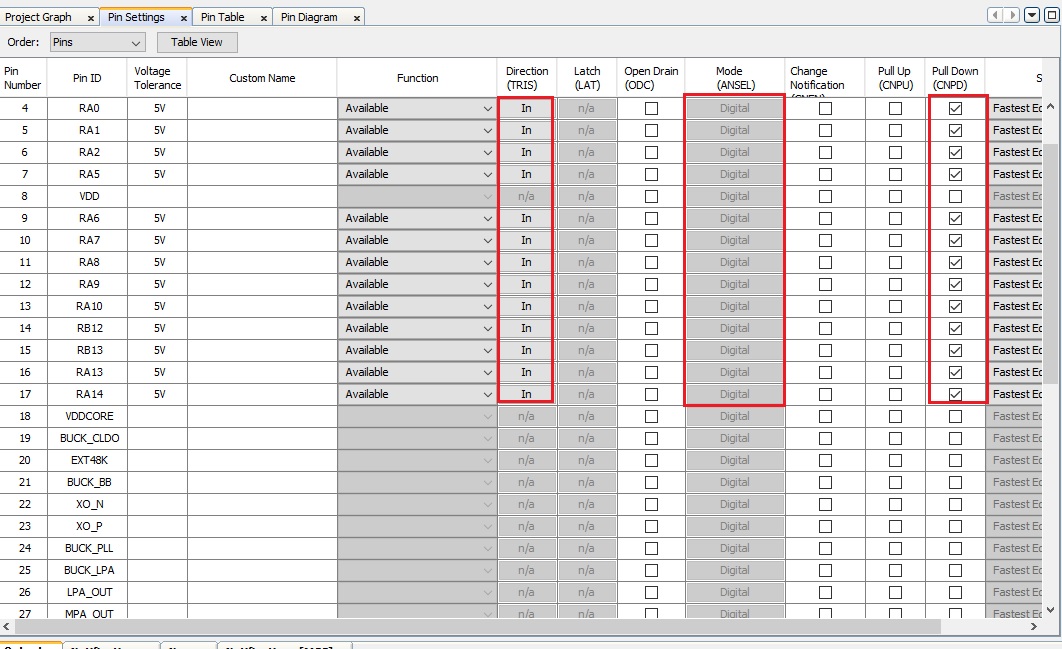 Project Graph × Pin Settings × Pin Table × Pin Diagram ×
Order: Pins Table View
Pin Number Pin ID Voltage Tolerance Custom Name Function Direction (TRIS) Latch (LAT) Open Drain (ODC) Mode (ANSEL) Change Notification Pull Up (CNPU) Pull Down (CNPD) S
4 RA0 5V Available In n/a Digital Fastest Ed
5 RA1 5V Available In n/a Digital Fastest Ed
6 RA2 5V Available In n/a Digital Fastest Ed
7 RA5 5V Available In n/a Digital Fastest Ed
8 VDD n/a n/a Digital Fastest Ed
9 RA6 5V Available In n/a Digital Fastest Ed
10 RA7 5V Available In n/a Digital Fastest Ed
11 RA8 5V Available In n/a Digital Fastest Ed
12 RA9 5V Available In n/a Digital Fastest Ed
13 RA10 5V Available In n/a Digital Fastest Ed
14 RB12 5V Available In n/a Digital Fastest Ed
15 RB13 5V Available In n/a Digital Fastest Ed
16 RA13 5V Available In n/a Digital Fastest Ed
17 RA14 5V Available In n/a Digital Fastest Ed
18 VDDCORE n/a n/a Digital Fastest Ed
19 BUCK_CLDO n/a n/a Digital Fastest Ed
20 EXT48K n/a n/a Digital Fastest Ed
21 BUCK_BB n/a n/a Digital Fastest Ed
22 XO_N n/a n/a Digital Fastest Ed
23 XO_P n/a n/a Digital Fastest Ed
24 BUCK_PLL n/a n/a Digital Fastest Ed
25 BUCK_LPA n/a n/a Digital Fastest Ed
26 LPA_OUT n/a n/a Digital Fastest Ed
27 MPA_OUT n/a n/a Digital Fastest Ed